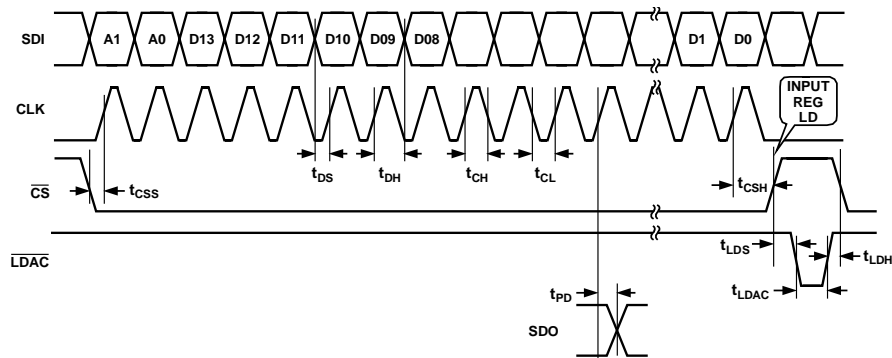 SDI A1 A0 D13 D12 D11 D10 D09 D08 D1 D0
CLK
INPUT
REG
LD
tDS tDH tCH tCL
CS tCSS tCSH
LDAC tLDS tLDH
tLDAC
tPD
SDO